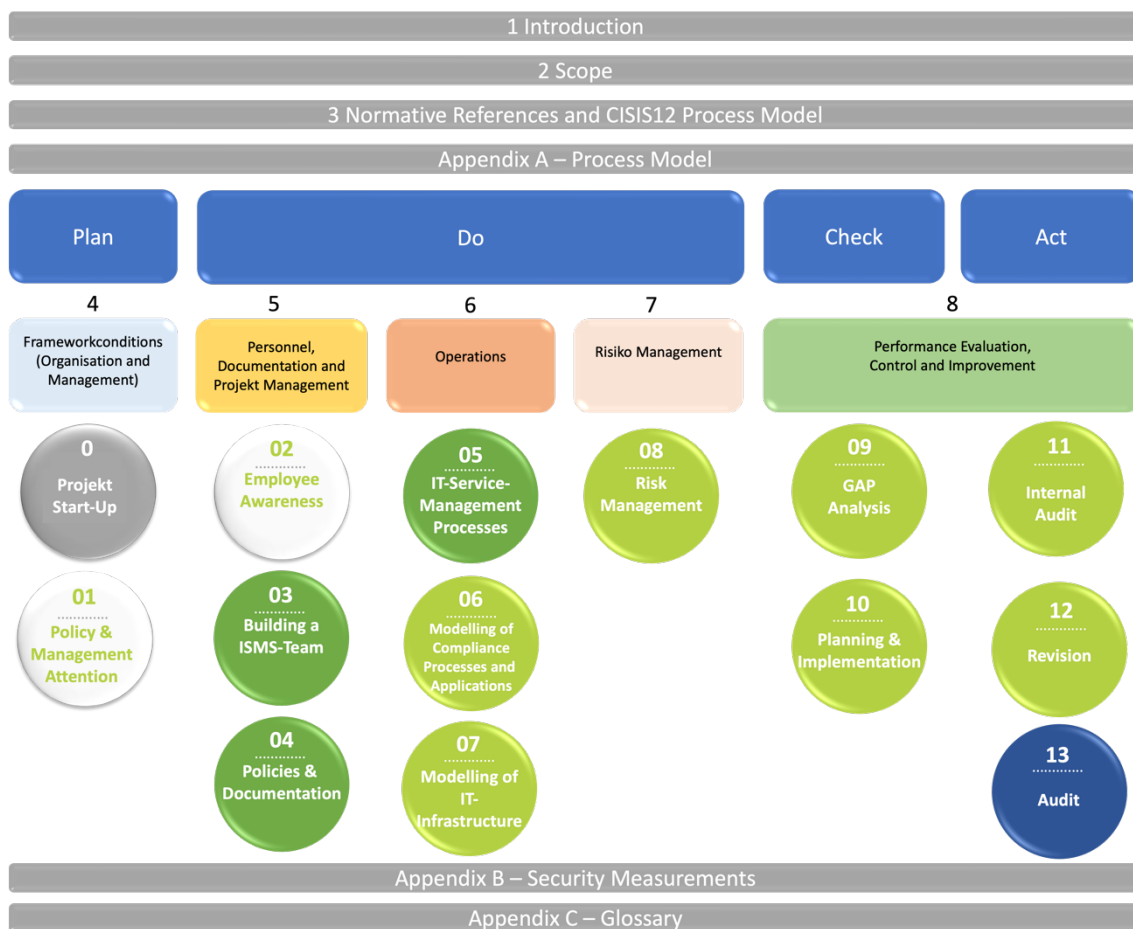 1 Introduction
2 Scope
3 Normative References and CISIS12 Process Model
Appendix A – Process Model
Plan
Do
Check
Act
4
5
6
7
8
Frameworkconditions
(Organisation and
Management)
Personnel,
Documentation and
Projekt Management
Operations
Risiko Management
Performance Evaluation,
Control and Improvement
0
Projekt
Start-Up
02
Employee
Awareness
05
IT-Service-
Management
Processes
08
Risk
Management
09
GAP
Analysis
11
Internal
Audit
01
Policy &
Management
Attention
03
Building a
ISMS-Team
06
Modelling of
Compliance
Processes and
Applications
10
Planning &
Implementation
12
Revision
04
Policies &
Documentation
07
Modelling of
IT-
Infrastructure
13
Audit
Appendix B – Security Measurements
Appendix C – Glossary